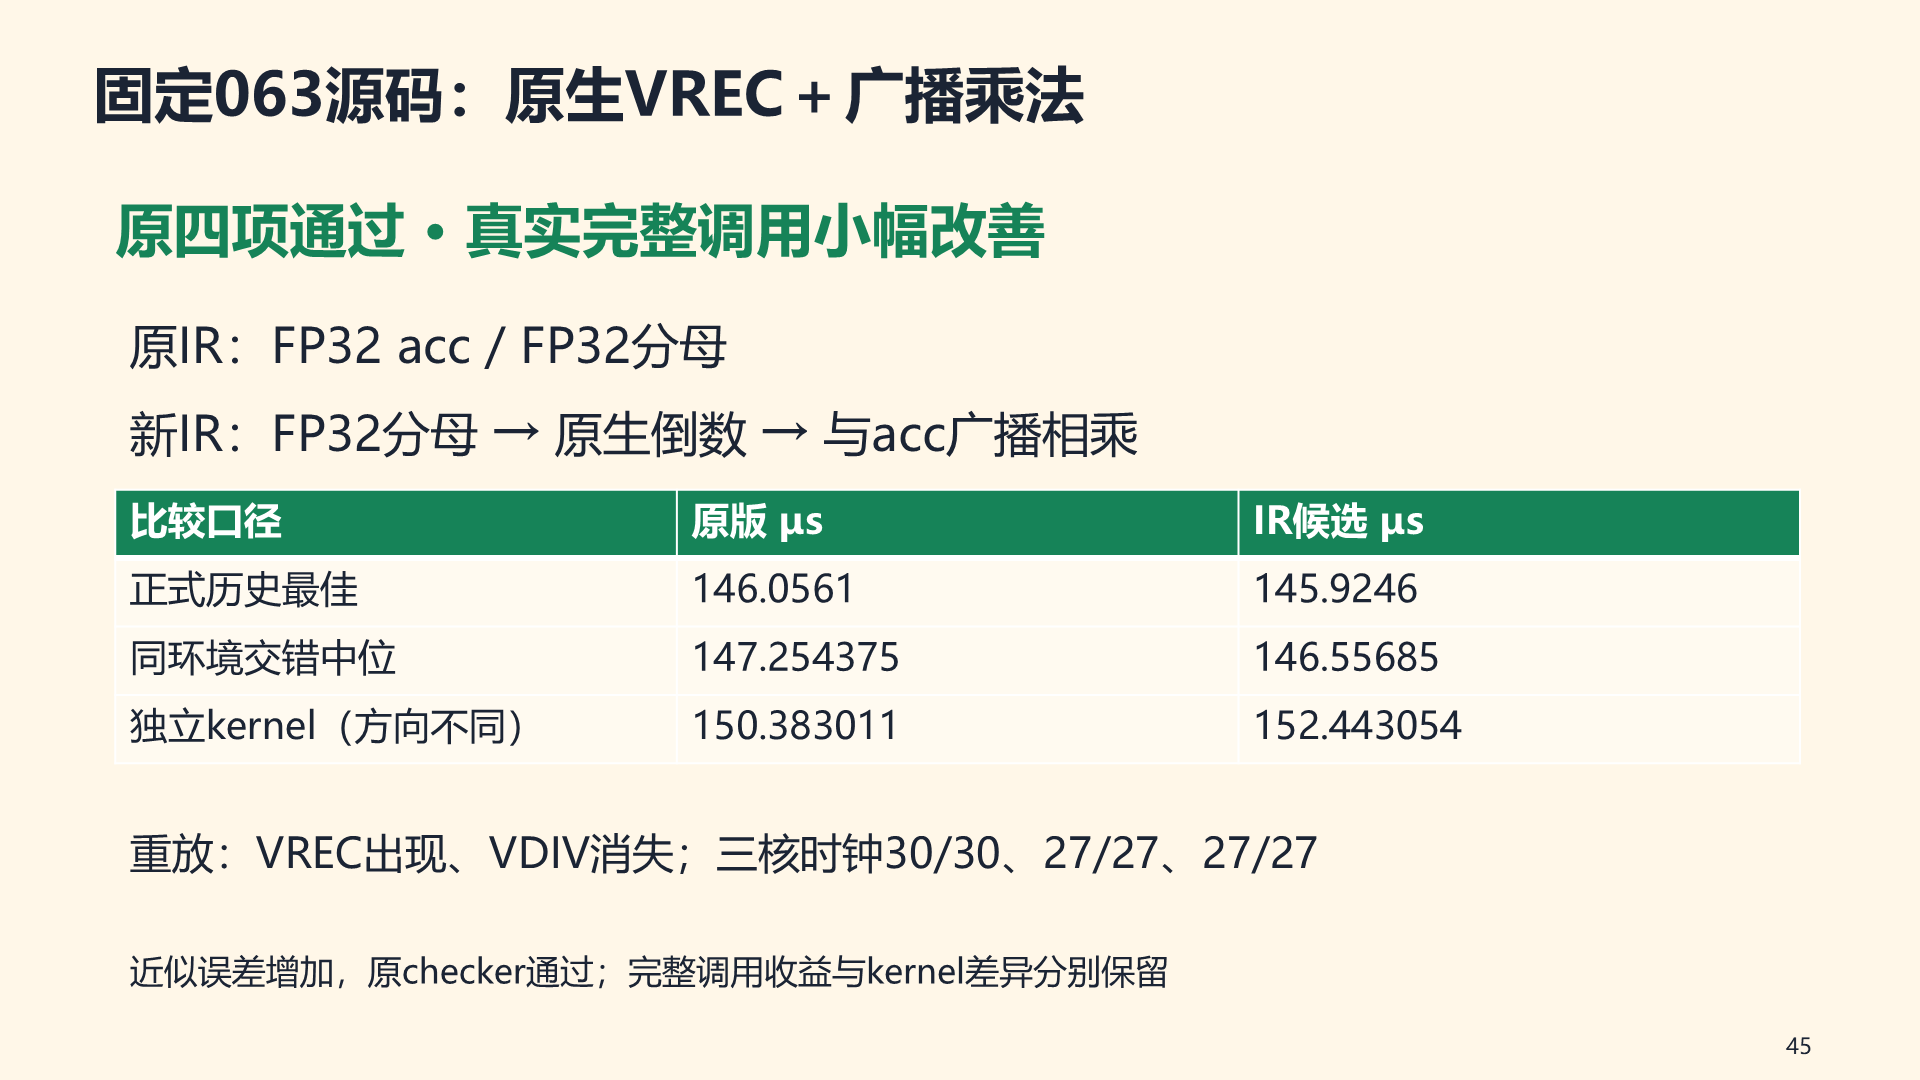 固定063源码：原生VREC＋广播乘法
原四项通过 • 真实完整调用小幅改善
原IR：FP32 acc / FP32分母
新IR：FP32分母 → 原生倒数 → 与acc广播相乘
比较口径 原版 μs IR候选 μs
正式历史最佳 146.0561 145.9246
同环境交错中位 147.254375 146.55685
独立kernel（方向不同） 150.383011 152.443054
重放：VREC出现、VDIV消失；三核时钟30/30、27/27、27/27
近似误差增加，原checker通过；完整调用收益与kernel差异分别保留
45